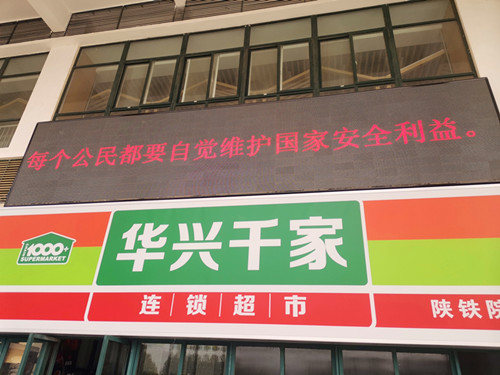 每个公民都要自觉维护国家安全利益。
1000+
SUPERMARKET
华兴千家
连锁超市
陕铁院